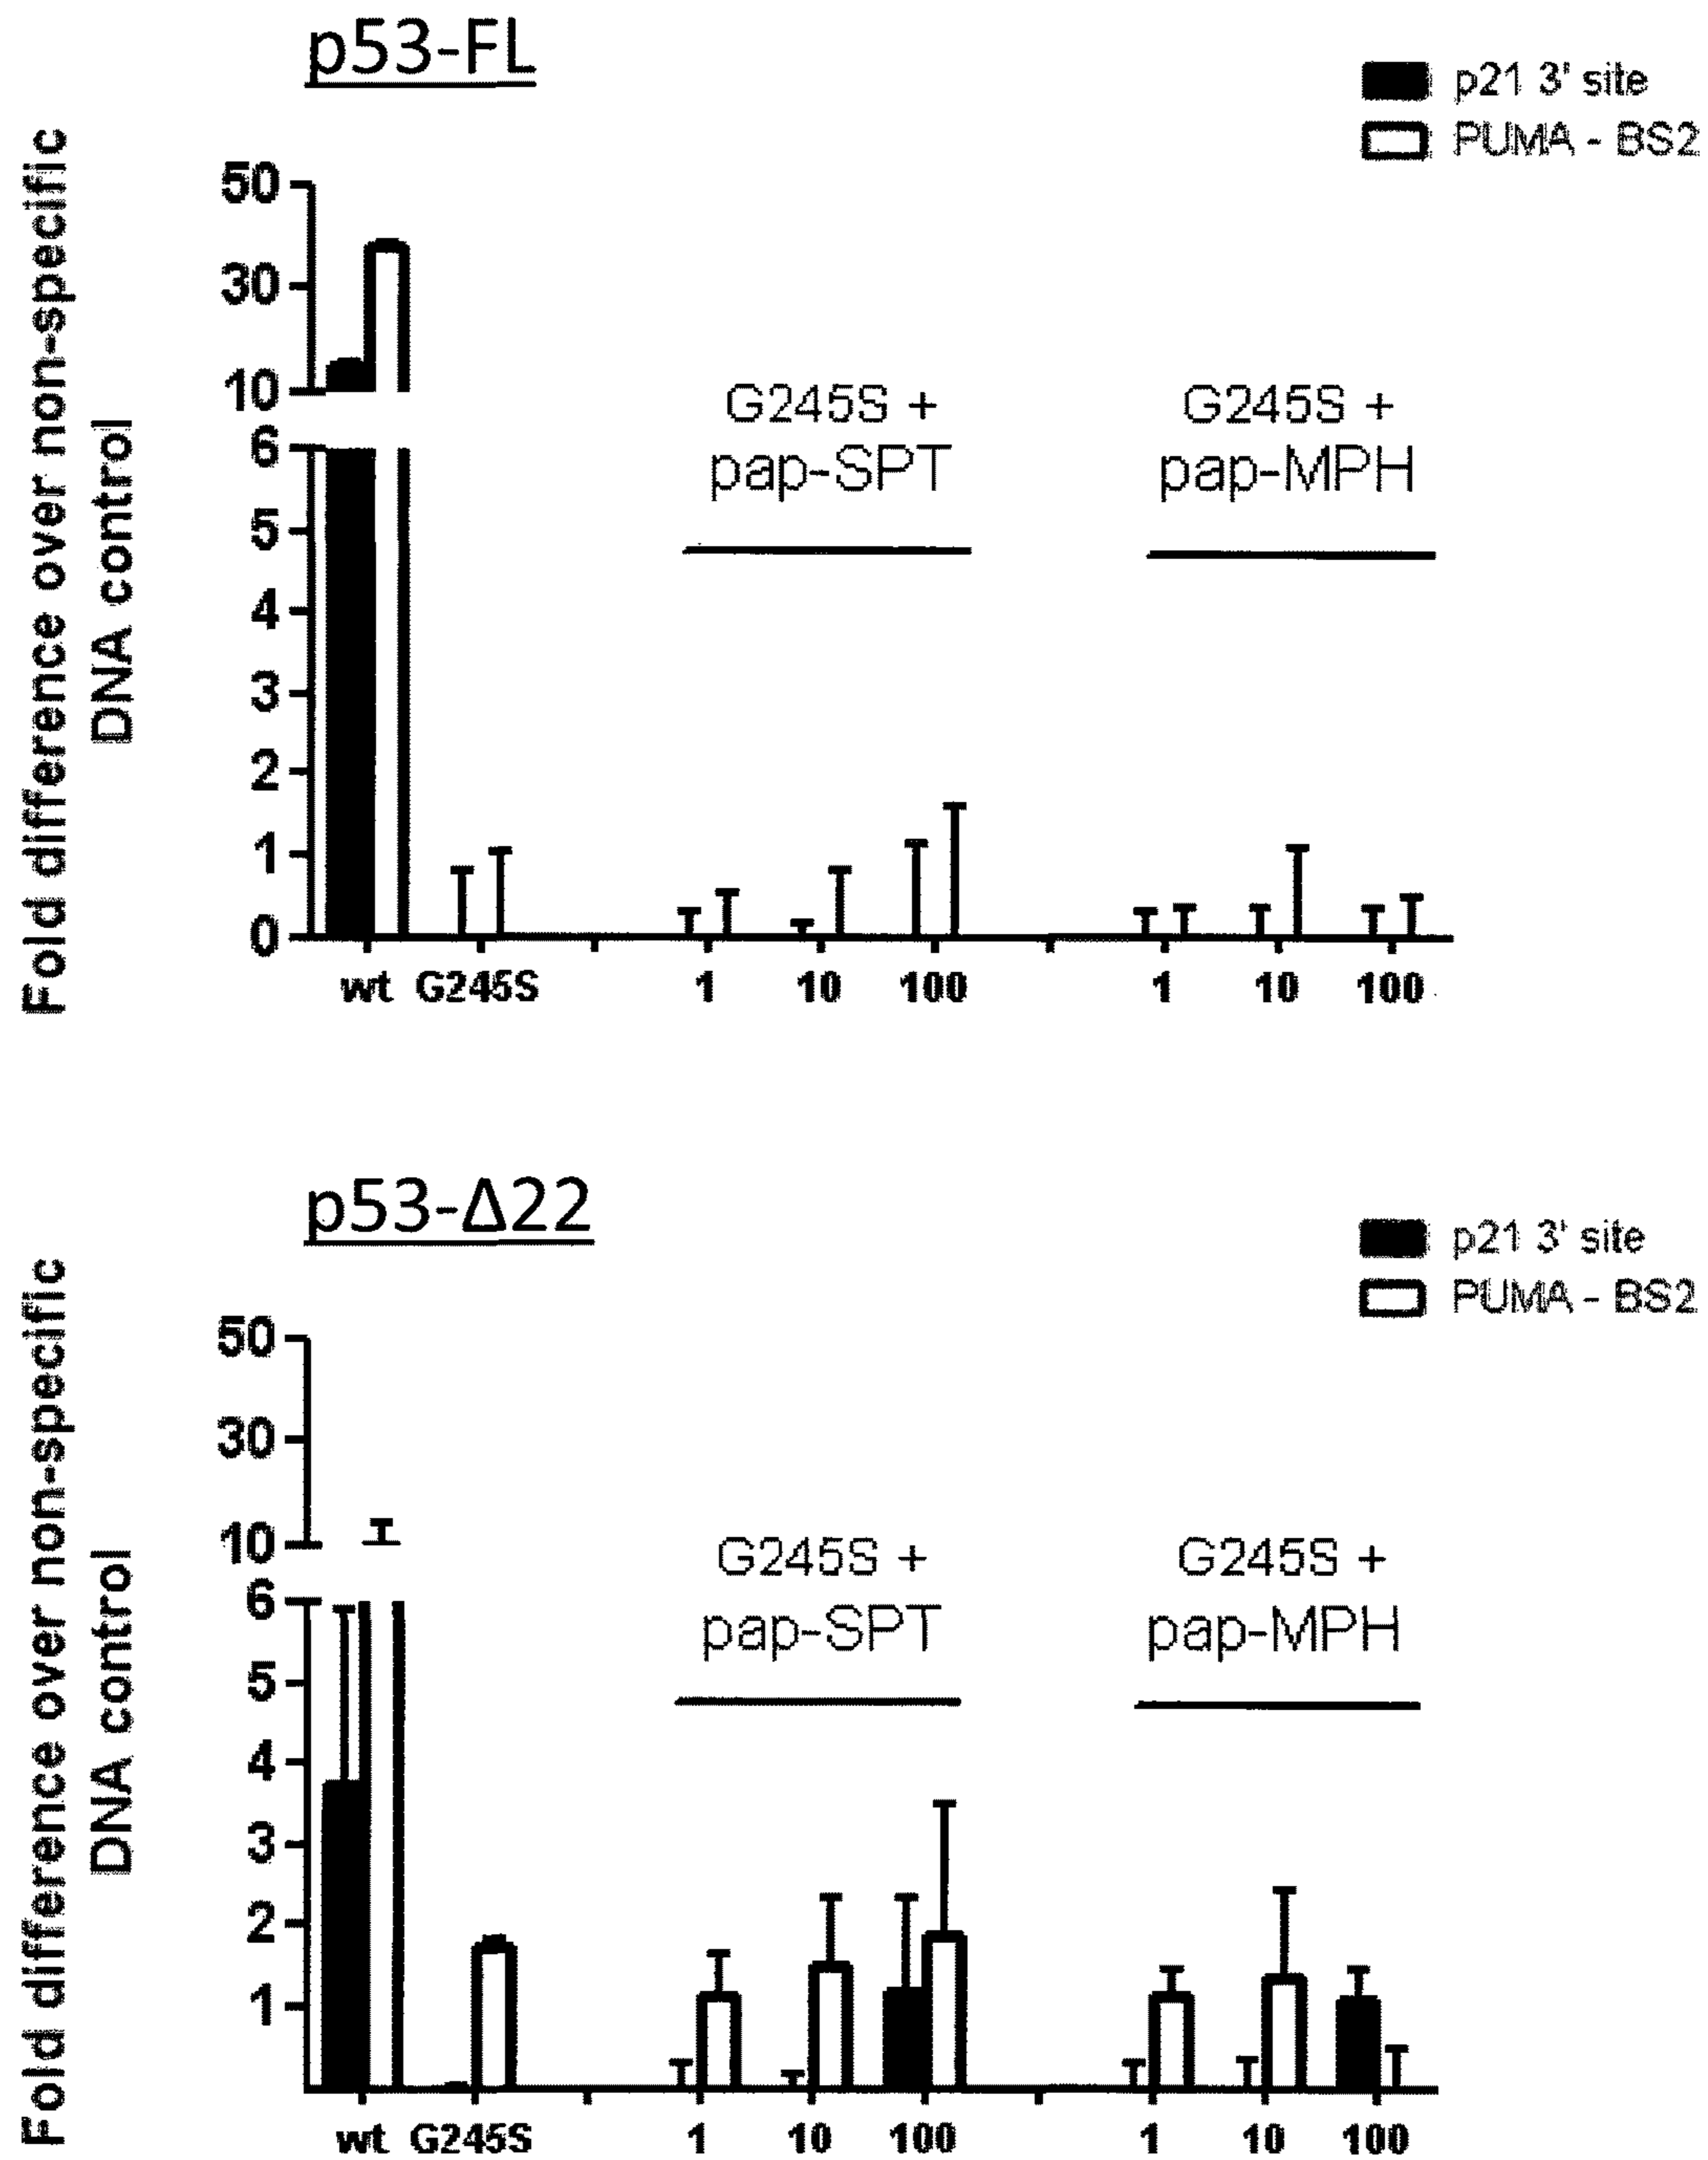 p53-FL
p21 3' site
PUMA - BS2
Fold difference over non-specific
DNA control
50
30
10
6
5
4
3
2
1
0
G245S +
pap-SPT
G245S +
pap-MPH
wt G245S 1 10 100 1 10 100
p53-Δ22
p21 3' site
PUMA - BS2
Fold difference over non-specific
DNA control
50
30
10
6
5
4
3
2
1
G245S +
pap-SPT
G245S +
pap-MPH
wt G245S 1 10 100 1 10 100